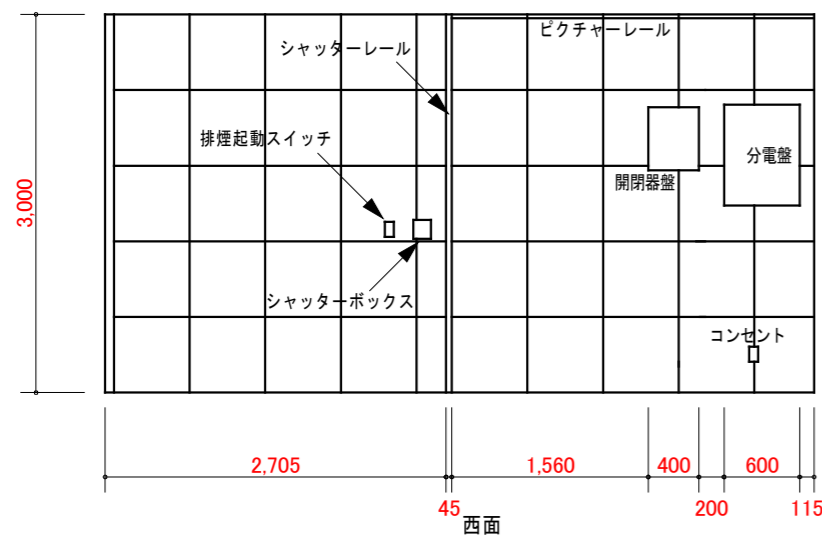 ピクチャーレール
シャッターレール
排煙起動スイッチ
分電盤
開閉器盤
3,000
シャッターボックス
コンセント
2,705
1,560
400
600
45
200
115
西面